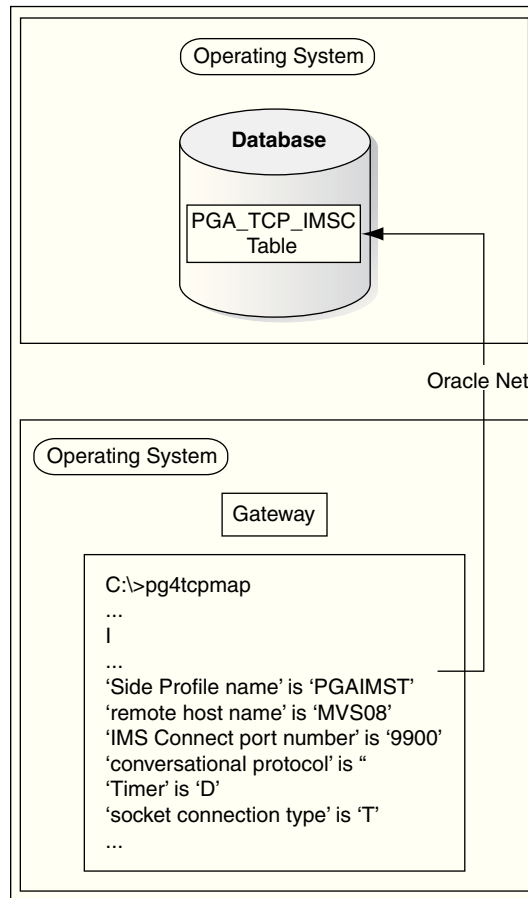 Operating System
Database
PGA_TCP_IMSC
Table
Oracle Net
Operating System
Gateway
C:\>pg4tcpmap
...
I
...
‘Side Profile name’ is ‘PGAIMST’
‘remote host name’ is ‘MVS08’
‘IMS Connect port number’ is ‘9900’
‘conversational protocol’ is “
‘Timer’ is ‘D’
‘socket connection type’ is ‘T’
...